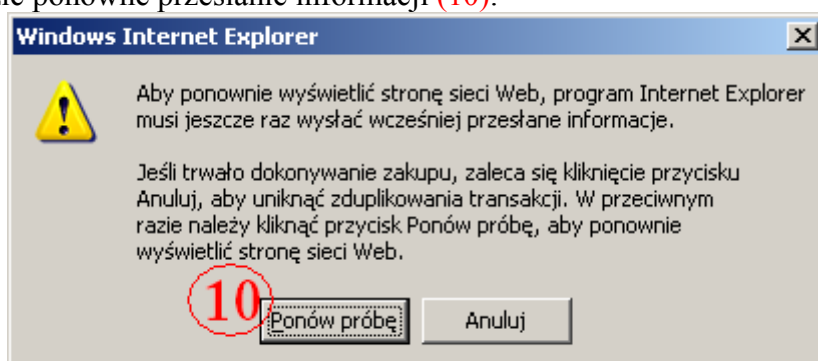 ponowne przesłanie informacji (10).
Windows Internet Explorer
Aby ponownie wyświetlić stronę sieci Web, program Internet Explorer
musi jeszcze raz wysłać wcześniej przesłane informacje.
Jeśli trwało dokonywanie zakupu, zaleca się kliknięcie przycisku
Anuluj, aby uniknąć zduplikowania transakcji. W przeciwnym
razie należy kliknąć przycisk Ponów próbę, aby ponownie
wyświetlić stronę sieci Web.
10
Ponów próbę
Anuluj